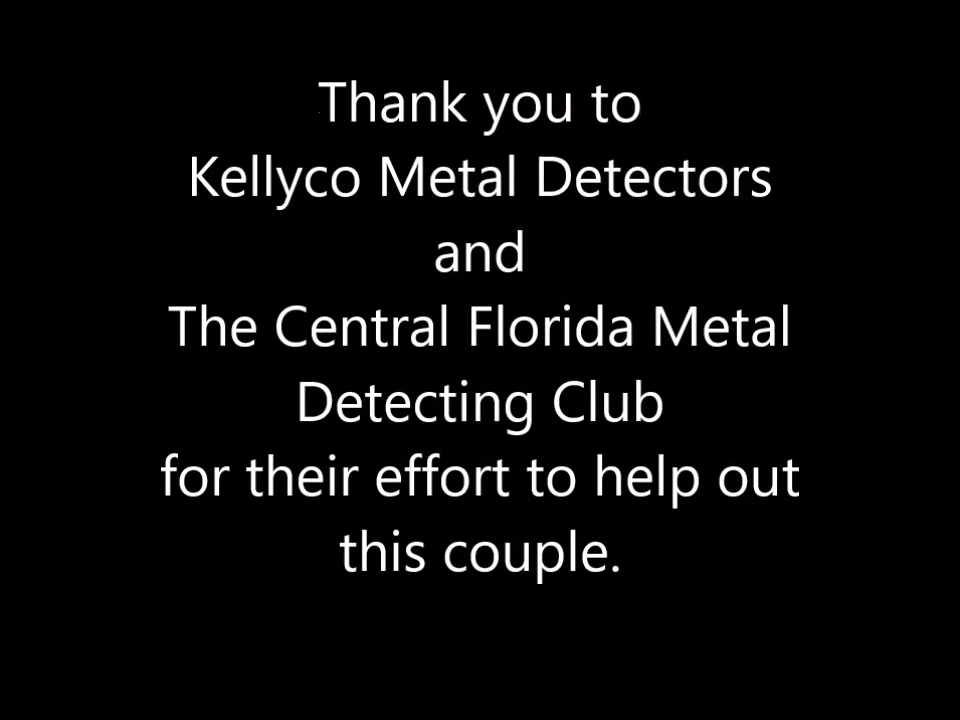 Thank you to
Kellyco Metal Detectors
and
The Central Florida Metal
Detecting Club
for their effort to help out
this couple.